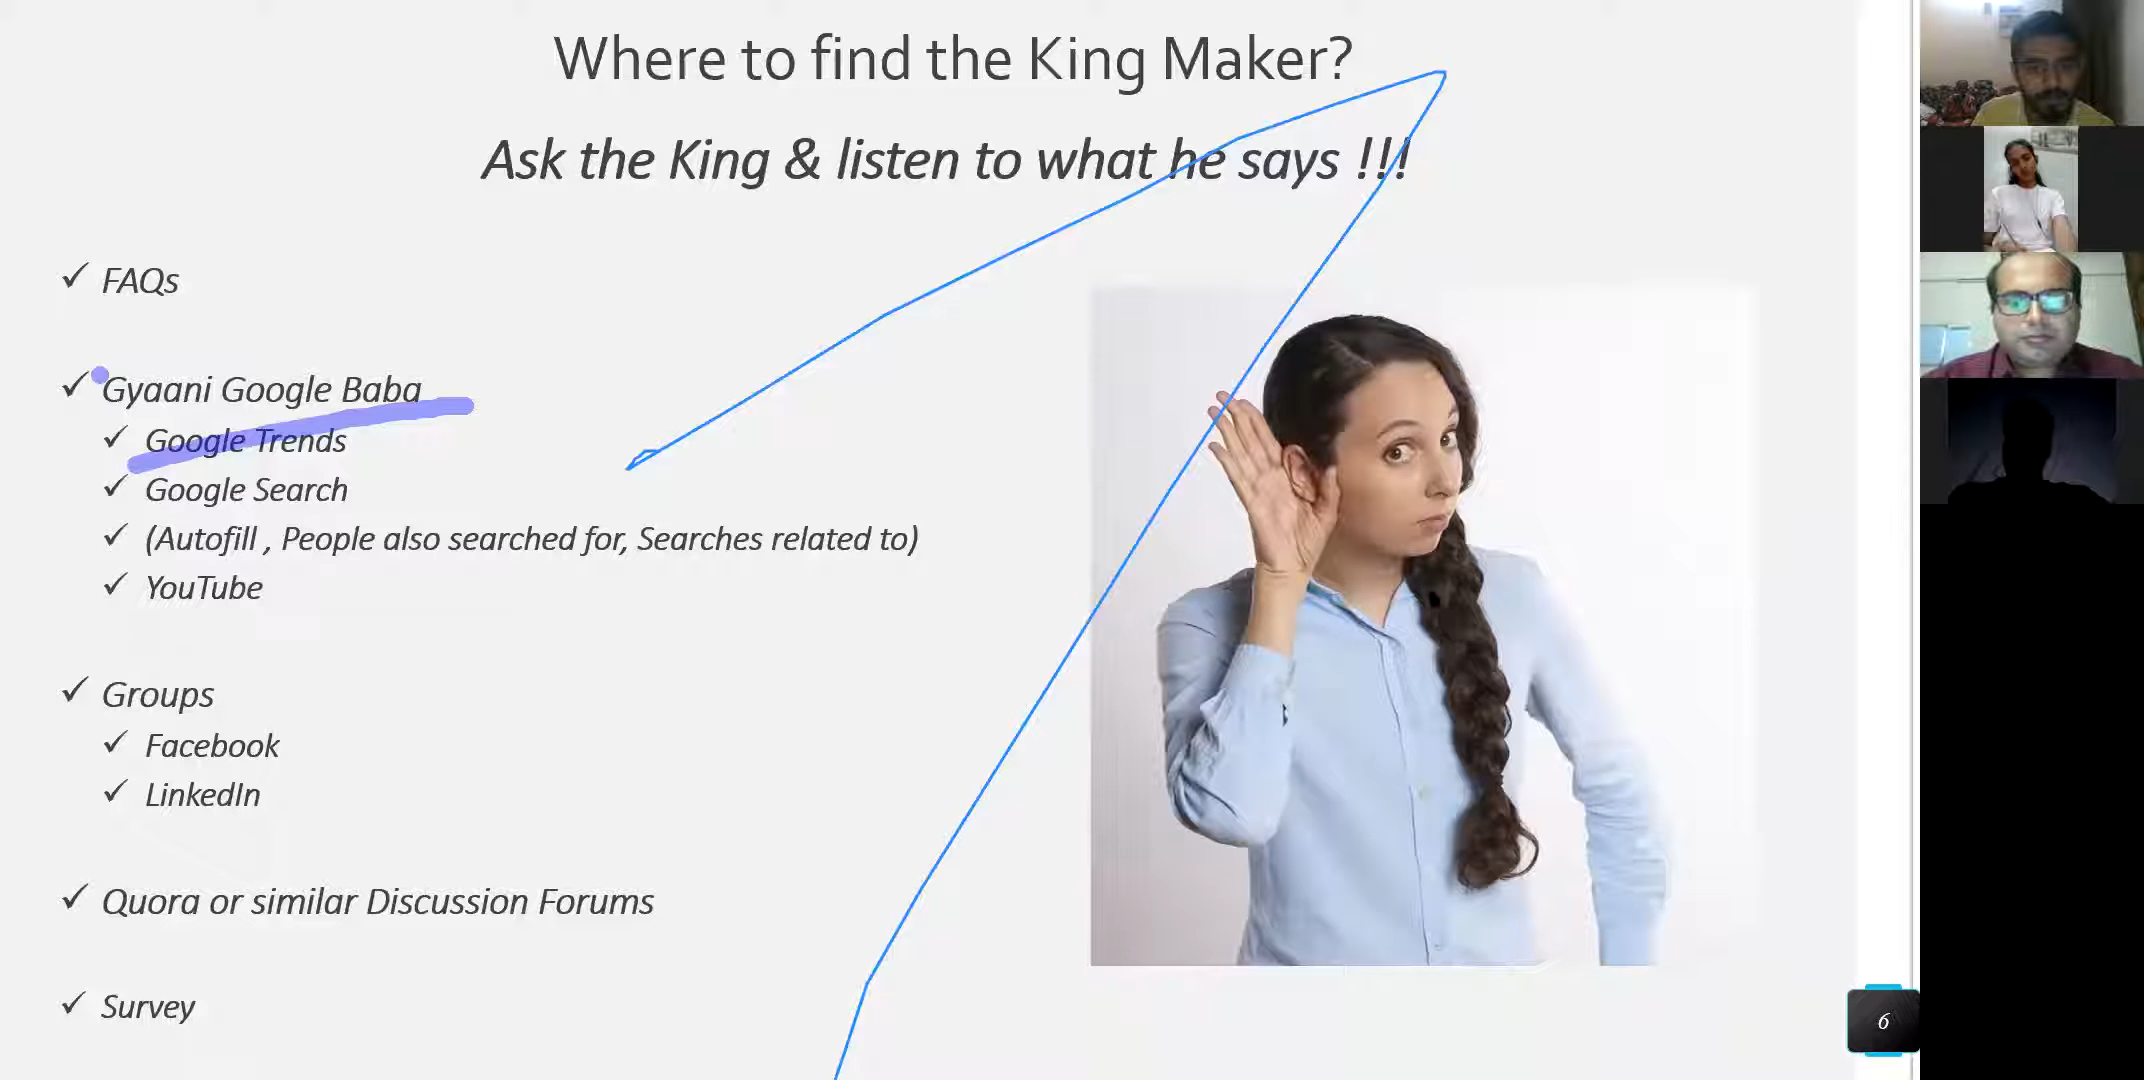 Where to find the King Maker?
Ask the King & listen to what he says !!!
FAQs
Gyaani Google Baba
Google Trends
Google Search
(Autofill , People also searched for, Searches related to)
YouTube
Groups
Facebook
LinkedIn
Quora or similar Discussion Forums
Survey
6